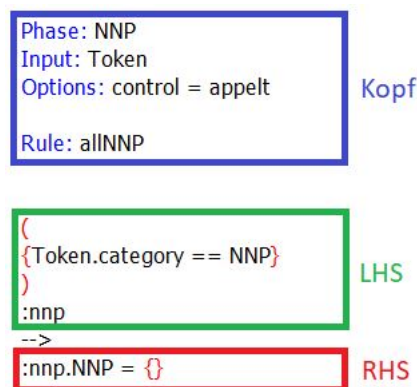 Phase: NNP
Input: Token
Options: control = appelt
Kopf
Rule: allNNP
(
{Token.category == NNP}
)
LHS
:nnp
-->
:nnp.NNP = {}
RHS